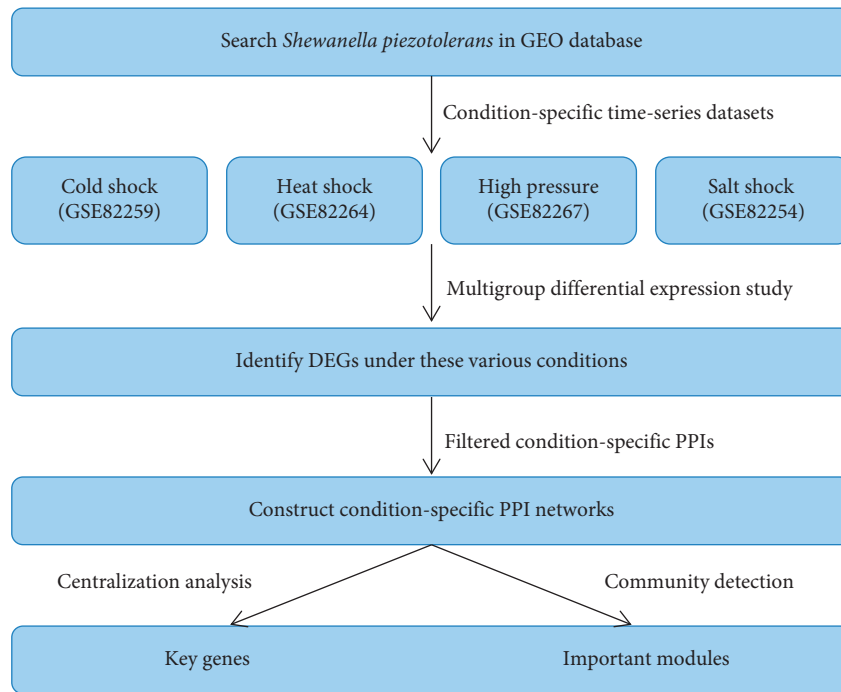 Search Shewanella piezotolerans in GEO database
Condition-specific time-series datasets
Cold shock
(GSE82259)
Heat shock
(GSE82264)
High pressure
(GSE82267)
Salt shock
(GSE82254)
Multigroup differential expression study
Identify DEGs under these various conditions
Filtered condition-specific PPIs
Construct condition-specific PPI networks
Centralization analysis
Community detection
Key genes
Important modules